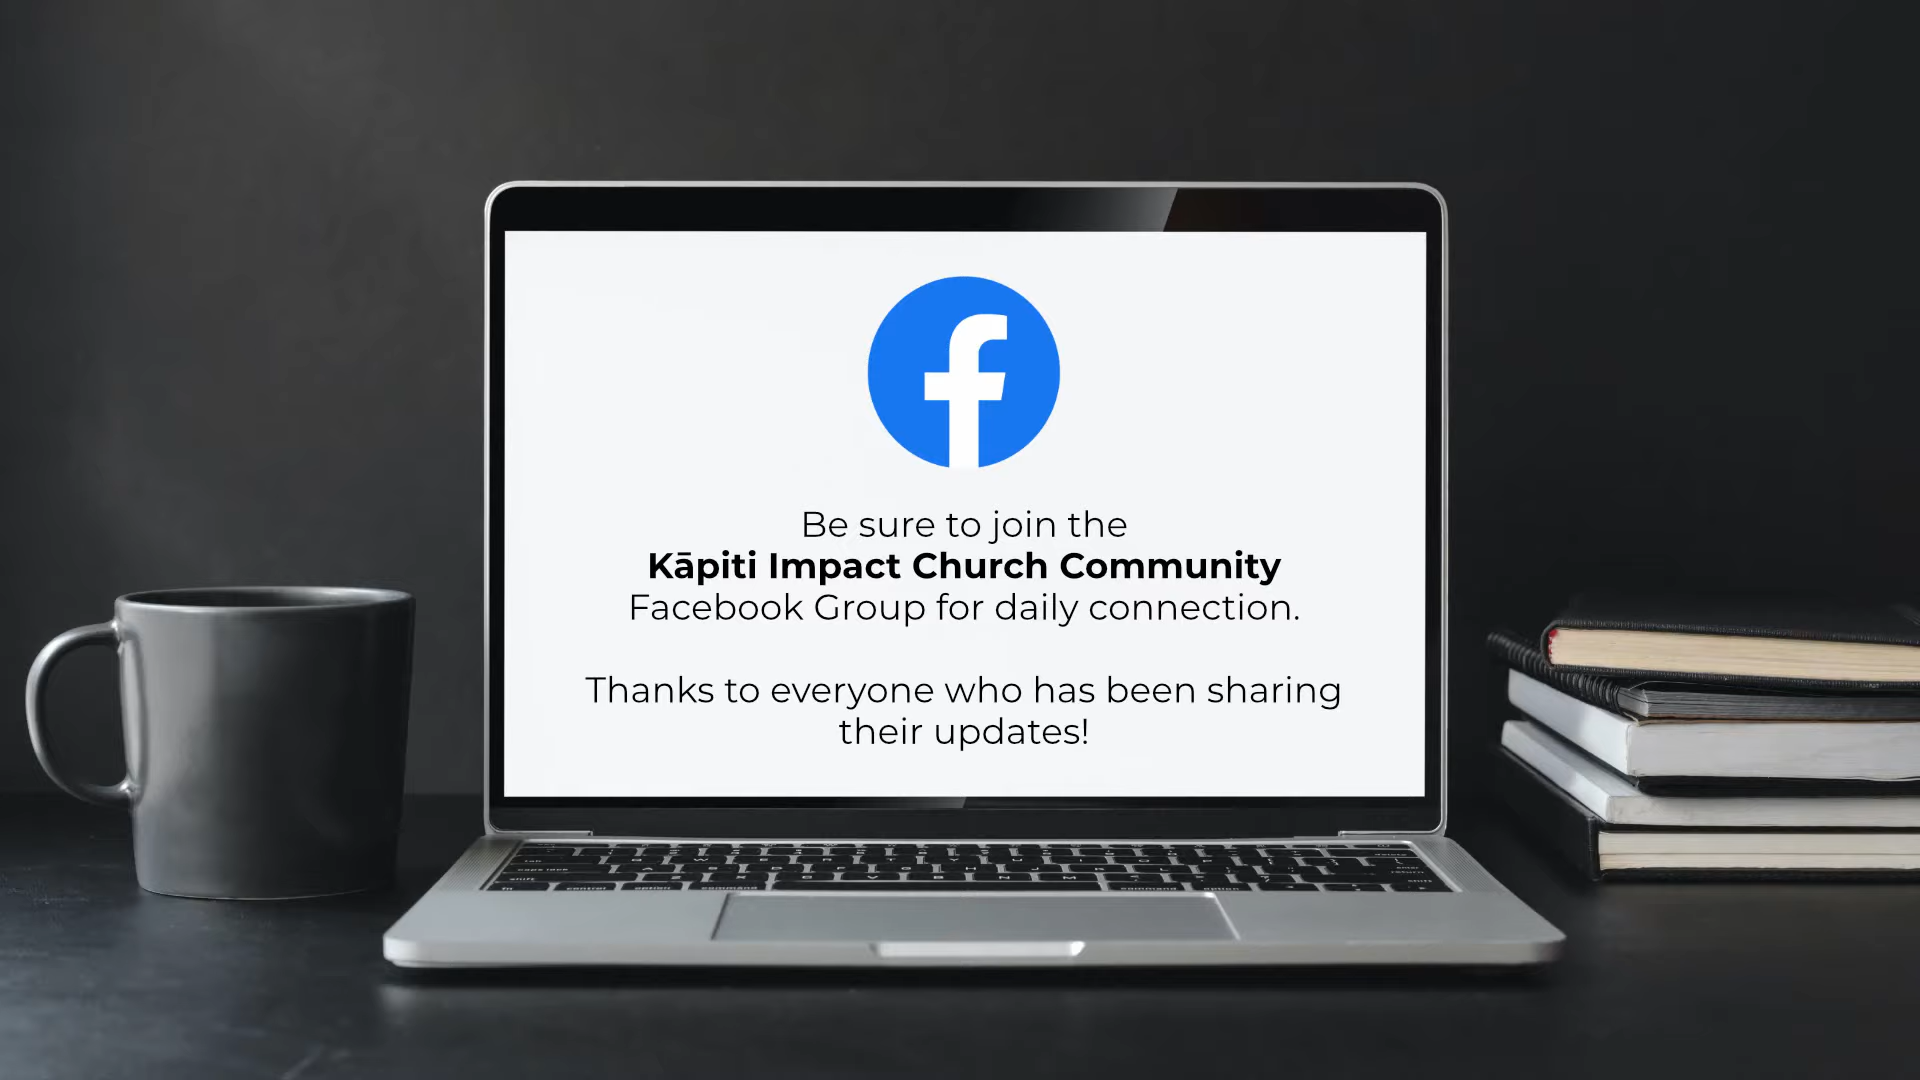 Be sure to join the
Kāpiti Impact Church Community
Facebook Group for daily connection.
Thanks to everyone who has been sharing
their updates!